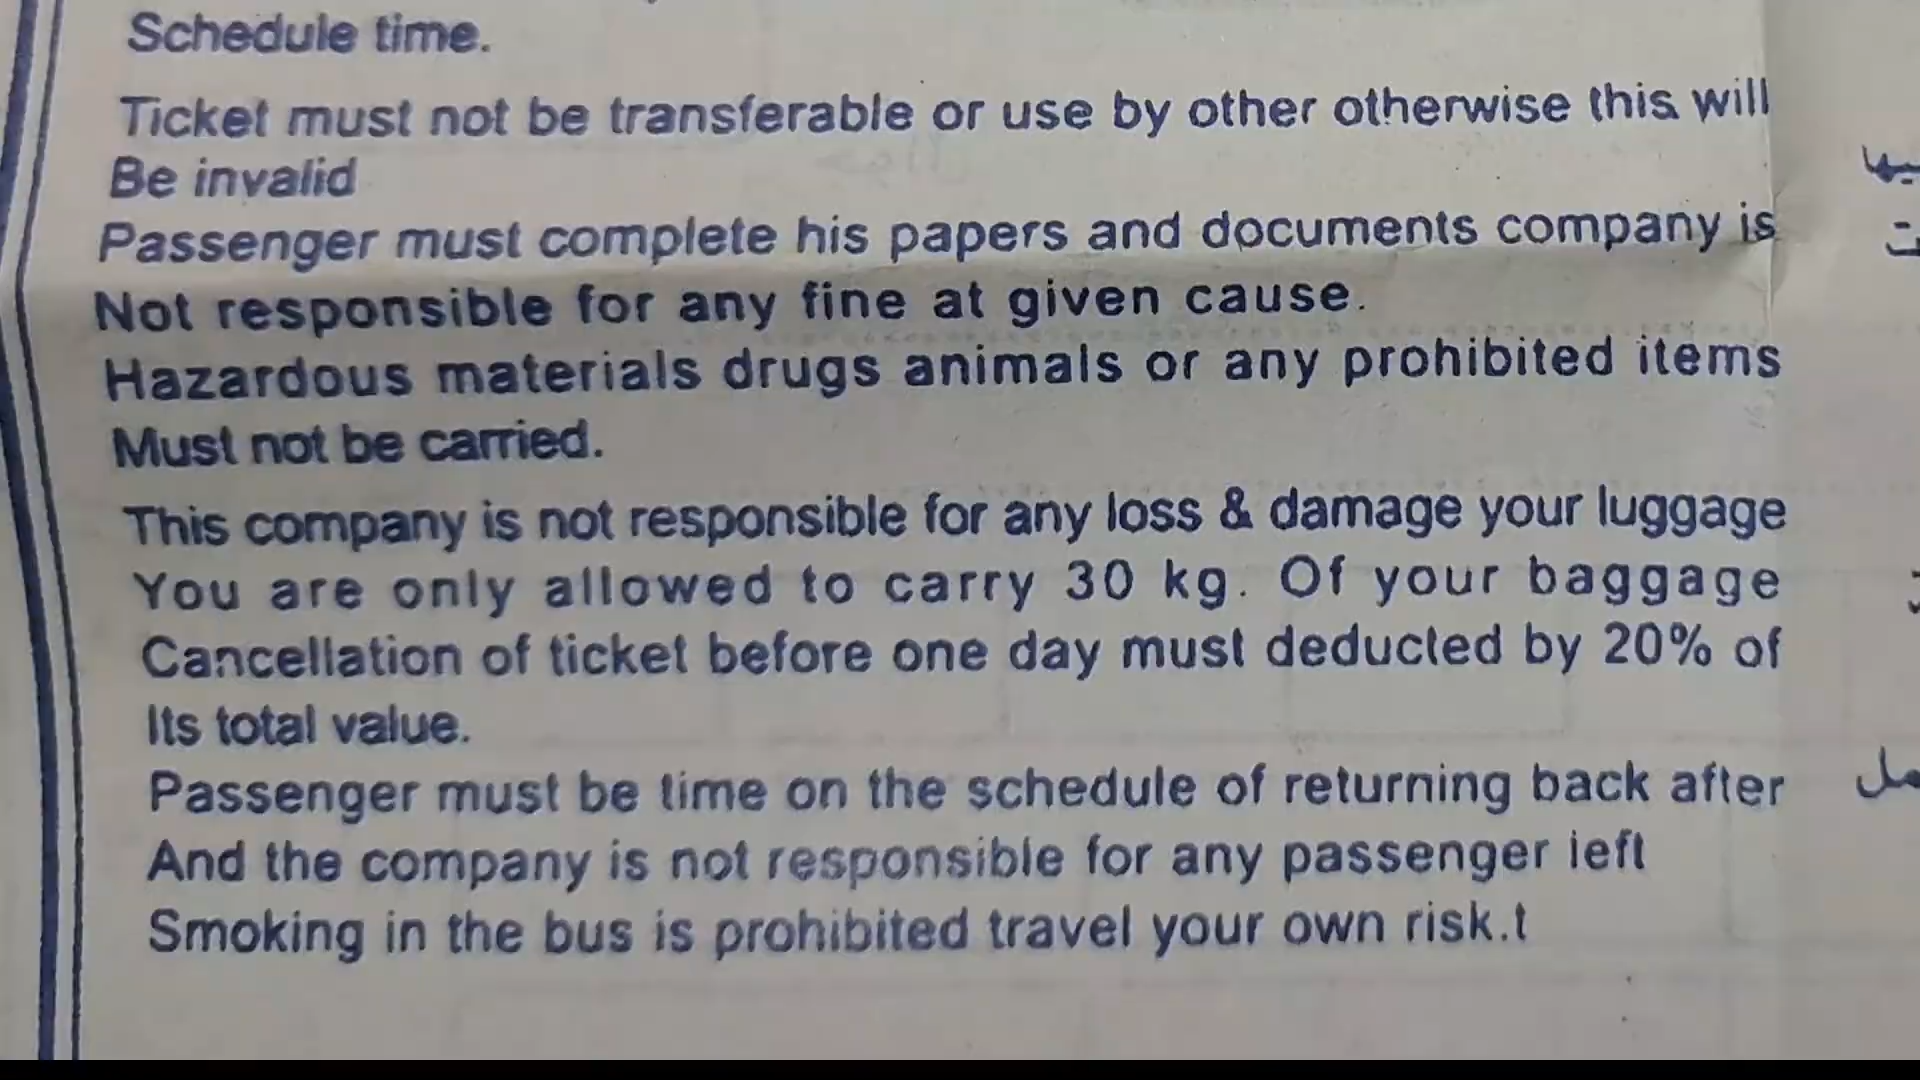 Schedule time.
Ticket must not be transferable or use by other otherwise this will
Be invalid
Passenger must complete his papers and documents company is
Not responsible for any fine at given cause.
Hazardous materials drugs animals or any prohibited items
Must not be carried.
This company is not responsible for any loss & damage your luggage
You are only allowed to carry 30 kg. Of your baggage
Cancellation of ticket before one day must deducted by 20% of
Its total value.
Passenger must be time on the schedule of returning back after
And the company is not responsible for any passenger left
Smoking in the bus is prohibited travel your own risk.t